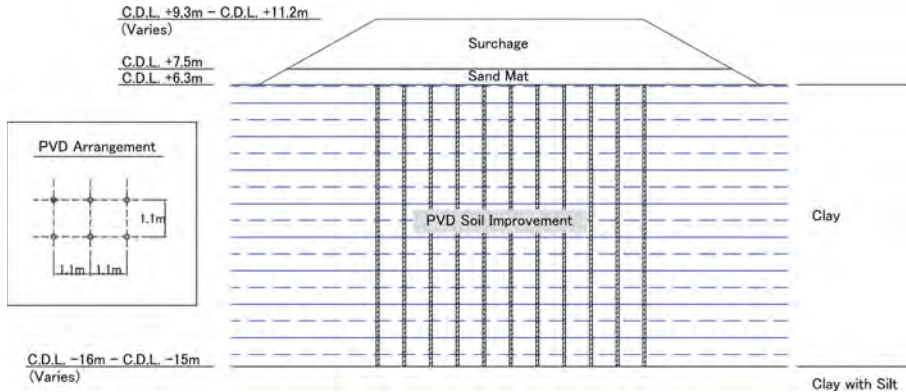 C.D.L. +9.3m - C.D.L. +11.2m
(Varies)
Surchage
C.D.L. +7.5m
C.D.L. +6.3m
Sand Mat
PVD Arrangement
1.1m
1.1m
1.1m
PVD Soil Improvement
Clay
C.D.L. -16m - C.D.L. -15m
(Varies)
Clay with Silt